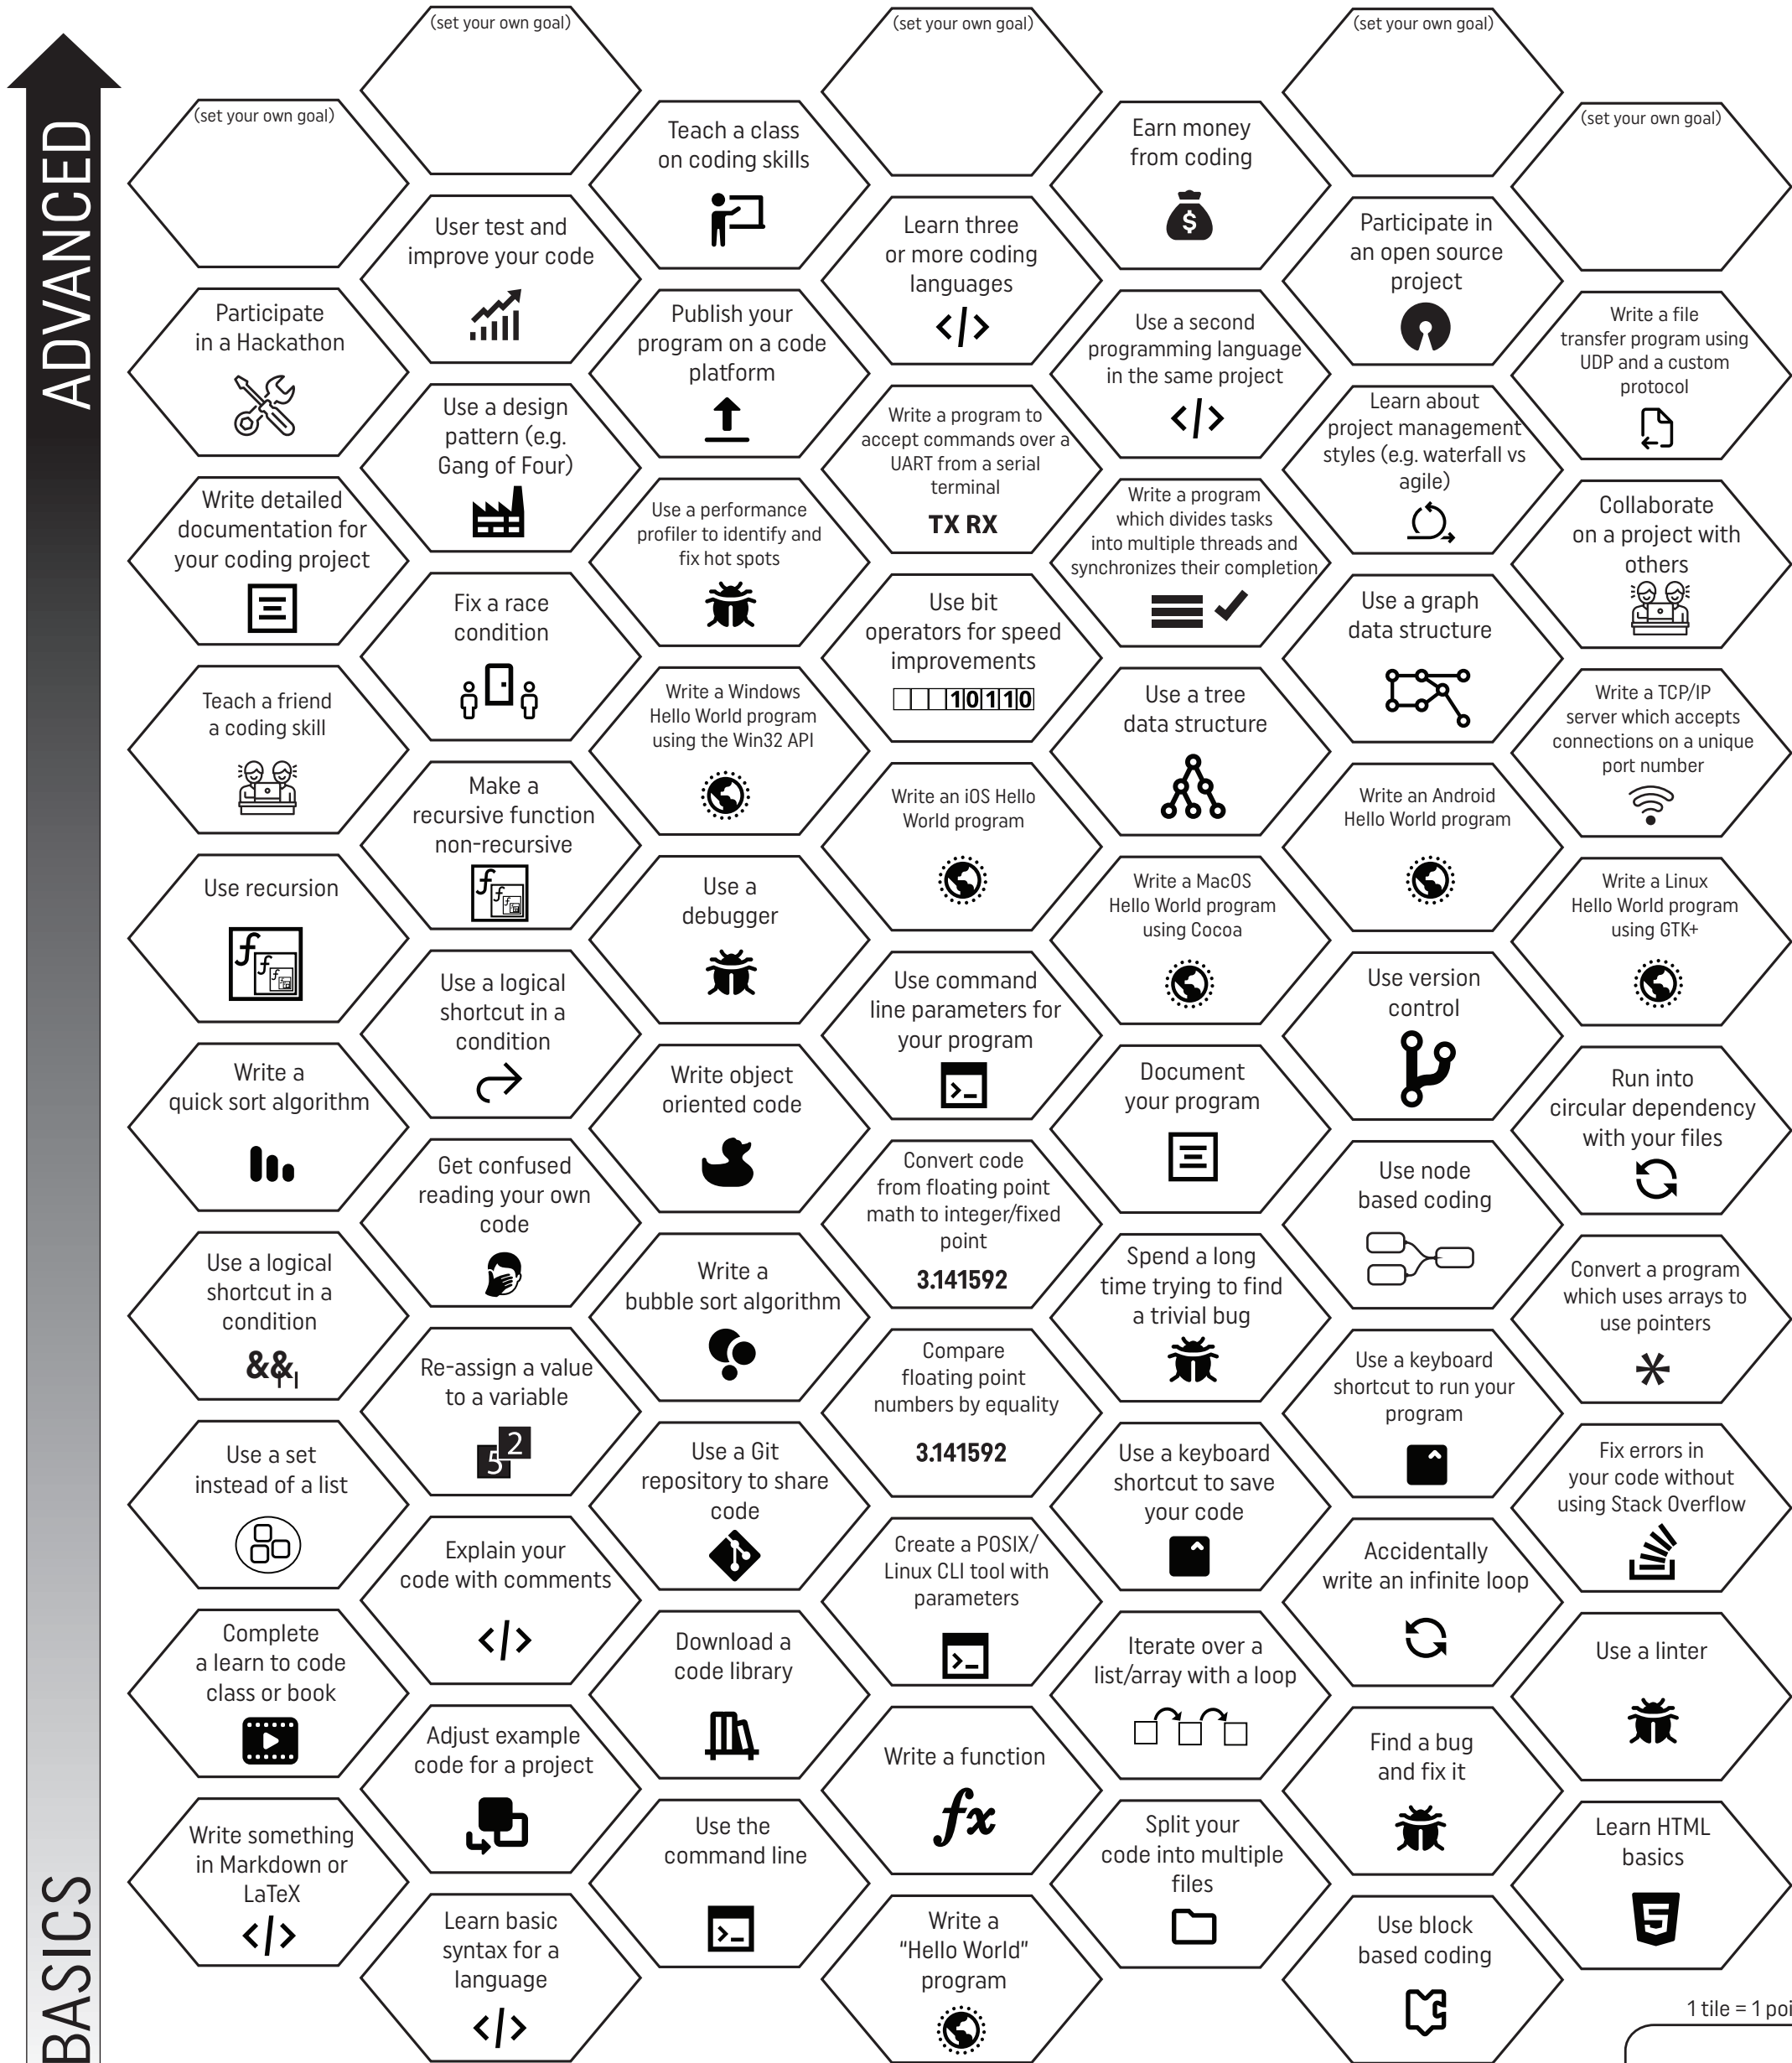 ADVANCED
BASICS
(set your own goal)
(set your own goal)
(set your own goal)
(set your own goal)
(set your own goal)
Teach a class
on coding skills
Earn money
from coding
$
User test and
improve your code
Learn three
or more coding
languages
</>
Participate in
an open source
project
Participate
in a Hackathon
Publish your
program on a code
platform
Use a second
programming language
in the same project
</>
Write a file
transfer program using
UDP and a custom
protocol
Use a design
pattern (e.g.
Gang of Four)
Write a program to
accept commands over a
UART from a serial
terminal
TX RX
Learn about
project management
styles (e.g. waterfall vs
agile)
Write detailed
documentation for
your coding project
Use a performance
profiler to identify and
fix hot spots
Write a program
which divides tasks
into multiple threads and
synchronizes their completion
Collaborate
on a project with
others
Fix a race
condition
Use bit
operators for speed
improvements
10110
Use a graph
data structure
Teach a friend
a coding skill
Write a Windows
Hello World program
using the Win32 API
Use a tree
data structure
Write a TCP/IP
server which accepts
connections on a unique
port number
Make a
recursive function
non-recursive
f
f
f
Write an iOS Hello
World program
Write an Android
Hello World program
Use recursion
f
f
f
Use a
debugger
Write a MacOS
Hello World program
using Cocoa
Write a Linux
Hello World program
using GTK+
Use a logical
shortcut in a
condition
Use command
line parameters for
your program
>_
Use version
control
Write a
quick sort algorithm
Write object
oriented code
Document
your program
Run into
circular dependency
with your files
Get confused
reading your own
code
Convert code
from floating point
math to integer/fixed
point
3.141592
Use node
based coding
Use a logical
shortcut in a
condition
&&||
Write a
bubble sort algorithm
Spend a long
time trying to find
a trivial bug
Convert a program
which uses arrays to
use pointers
*
Re-assign a value
to a variable
5 2
Compare
floating point
numbers by equality
3.141592
Use a keyboard
shortcut to run your
program
Use a set
instead of a list
Use a Git
repository to share
code
Use a keyboard
shortcut to save
your code
Fix errors in
your code without
using Stack Overflow
Explain your
code with comments
</>
Create a POSIX/
Linux CLI tool with
parameters
>_
Accidentally
write an infinite loop
Complete
a learn to code
class or book
Download a
code library
Iterate over a
list/array with a loop
Use a linter
Adjust example
code for a project
Write a function
fx
Find a bug
and fix it
Write something
in Markdown or
LaTeX
</>
Use the
command line
>_
Split your
code into multiple
files
Learn HTML
basics
5
Learn basic
syntax for a
language
</>
Write a
“Hello World”
program
Use block
based coding
1 tile = 1 poi